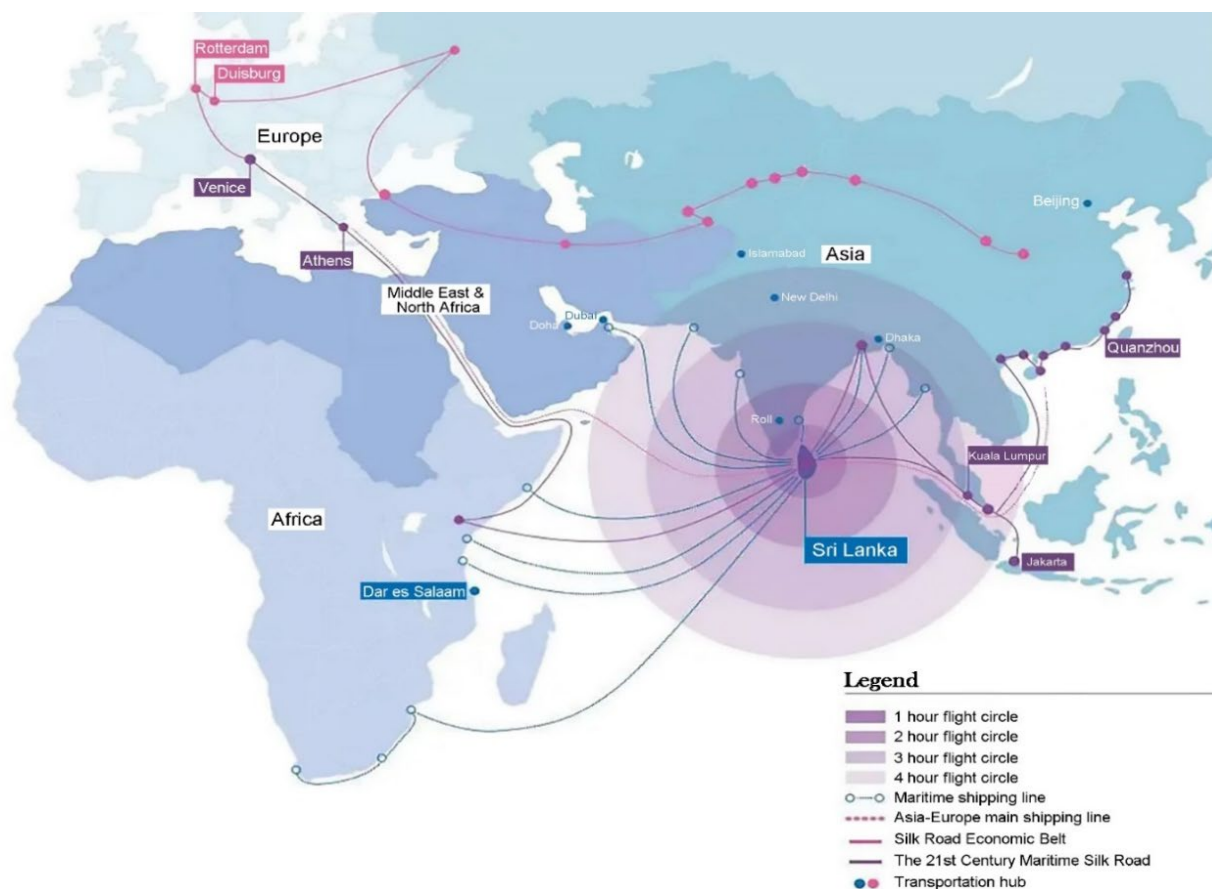 Rotterdam
Duisburg
Europe
Venice
Athens
Middle East &
North Africa
Doha
Dubai
Islamabad
Asia
Beijing
New Delhi
Dhaka
Quanzhou
Roll
Kuala Lumpur
Africa
Sri Lanka
Jakarta
Dar es Salaam
Legend
1 hour flight circle
2 hour flight circle
3 hour flight circle
4 hour flight circle
Maritime shipping line
Asia-Europe main shipping line
Silk Road Economic Belt
The 21st Century Maritime Silk Road
Transportation hub